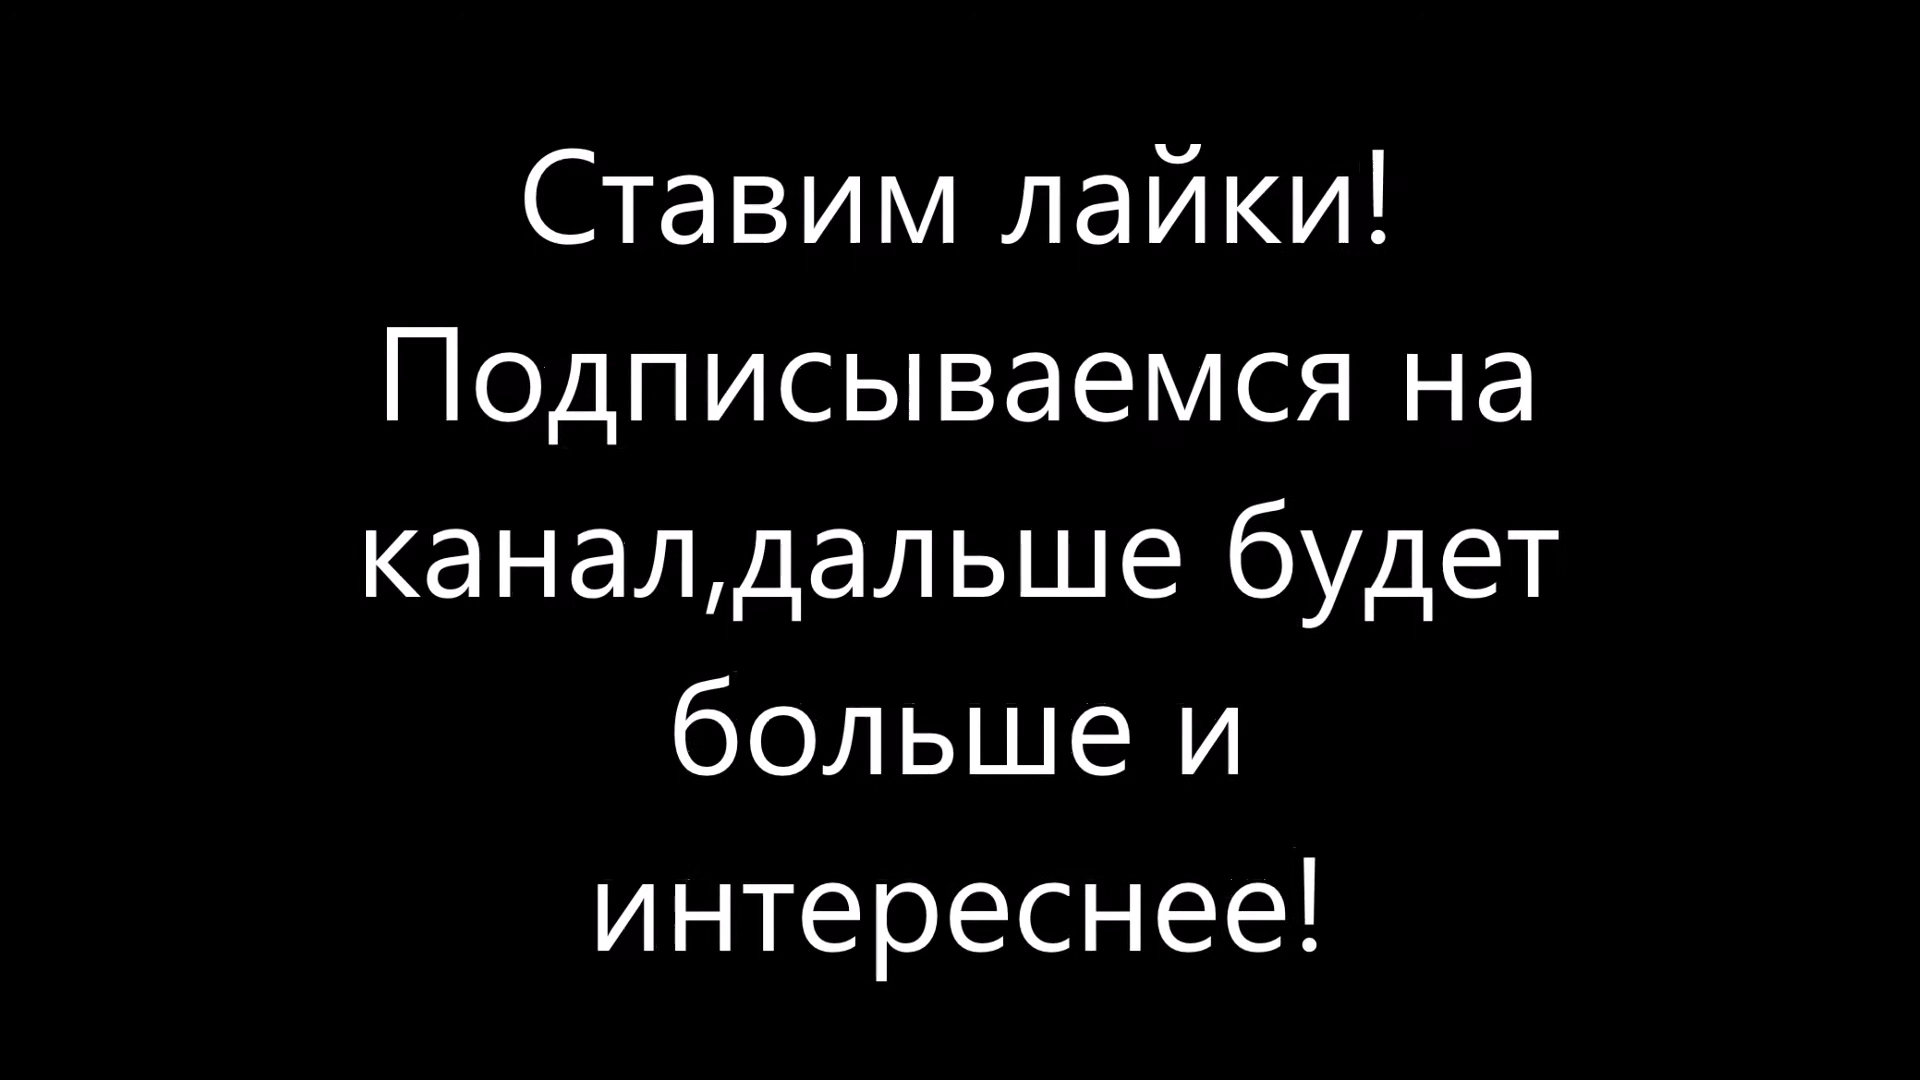 Ставим лайки!
Подписываемся на
канал,дальше будет
больше и
интереснее!